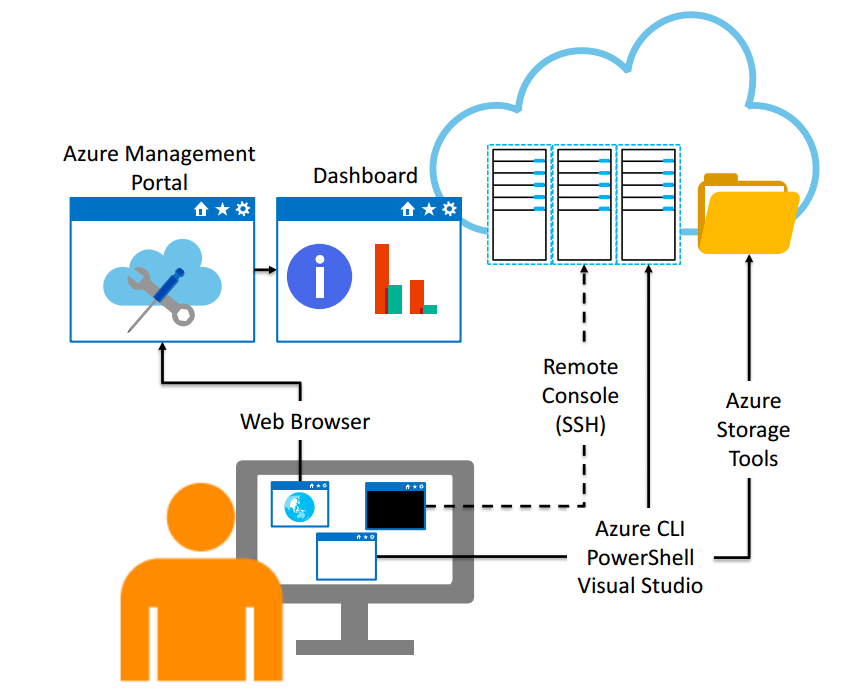 Azure Management
Portal
Dashboard
Remote
Console
(SSH)
Azure
Storage
Tools
Web Browser
Azure CLI
PowerShell
Visual Studio